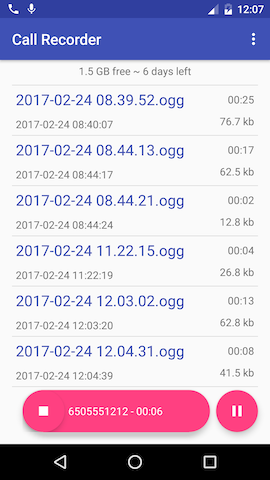 12:07
Call Recorder
1.5 GB free ~ 6 days left
2017-02-24 08.39.52.ogg 00:25
2017-02-24 08:40:07 76.7 kb
2017-02-24 08.44.13.ogg 00:17
2017-02-24 08:44:17 62.5 kb
2017-02-24 08.44.21.ogg 00:02
2017-02-24 08:44:24 12.8 kb
2017-02-24 11.22.15.ogg 00:04
2017-02-24 11:22:19 26.8 kb
2017-02-24 12.03.02.ogg 00:13
2017-02-24 12:03:20 62.8 kb
2017-02-24 12.04.31.ogg 00:08
2017-02-24 12:04:39 41.5 kb
6505551212 - 00:06